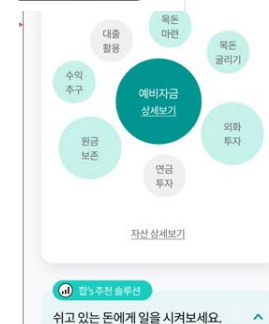 목돈
마련
대출
활용
목돈
굴리기
수익
추구
예비자금
상세보기
외화
투자
원금
보존
연금
투자
자산 상세보기
합's 추천 솔루션
쉬고 있는 돈에게 일을 시켜보세요.